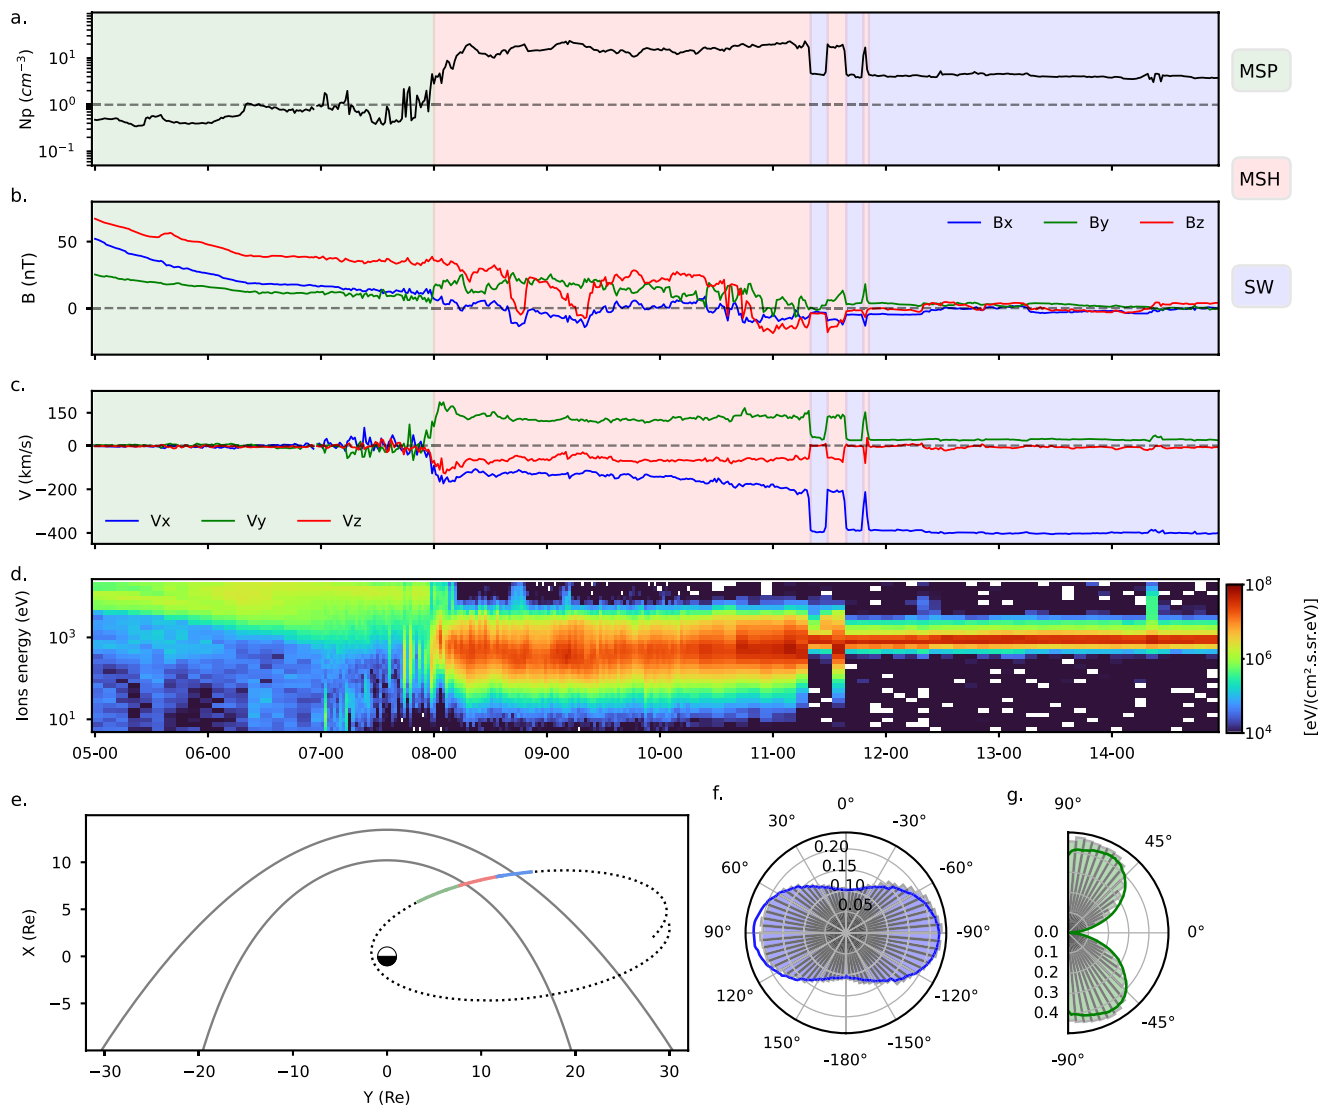 a.
Np (cm⁻³)
10¹
10⁰
10⁻¹
MSP
MSH
SW
b.
B (nT)
50
0
Bx By Bz
c.
V (km/s)
150
0
−200
−400
Vx Vy Vz
d.
Ions energy (eV)
10³
10¹
05-00 06-00 07-00 08-00 09-00 10-00 11-00 12-00 13-00 14-00
10⁸
10⁶
10⁴
[eV/(cm².s.sr.eV)]
e.
X (Re)
10
5
0
−5
−30 −20 −10 0 10 20 30
Y (Re)
f.
0°
30° -30°
60° -60°
90° -90°
120° -120°
150° -150°
-180°
0.20
0.15
0.10
0.05
g.
90°
45°
0°
-45°
-90°
0.0
0.1
0.2
0.3
0.4